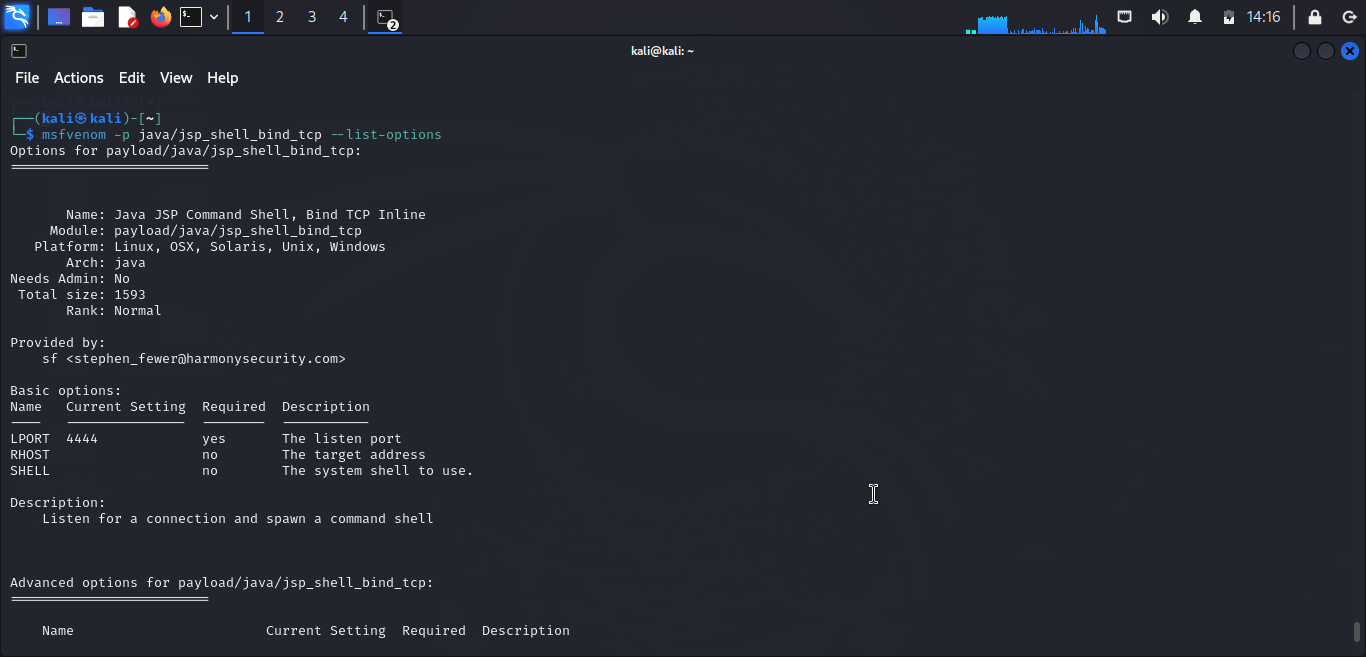 1 2 3 4 2 14:16
kali@kali: ~
File Actions Edit View Help
┌──(kali㉿kali)-[~]
└─$ msfvenom -p java/jsp_shell_bind_tcp --list-options
Options for payload/java/jsp_shell_bind_tcp:
=========================
Name: Java JSP Command Shell, Bind TCP Inline
Module: payload/java/jsp_shell_bind_tcp
Platform: Linux, OSX, Solaris, Unix, Windows
Arch: java
Needs Admin: No
Total size: 1593
Rank: Normal
Provided by:
sf <stephen_fewer@harmonysecurity.com>
Basic options:
Name Current Setting Required Description
---- --------------- -------- -----------
LPORT 4444 yes The listen port
RHOST no The target address
SHELL no The system shell to use.
Description:
Listen for a connection and spawn a command shell
Advanced options for payload/java/jsp_shell_bind_tcp:
=========================
Name Current Setting Required Description